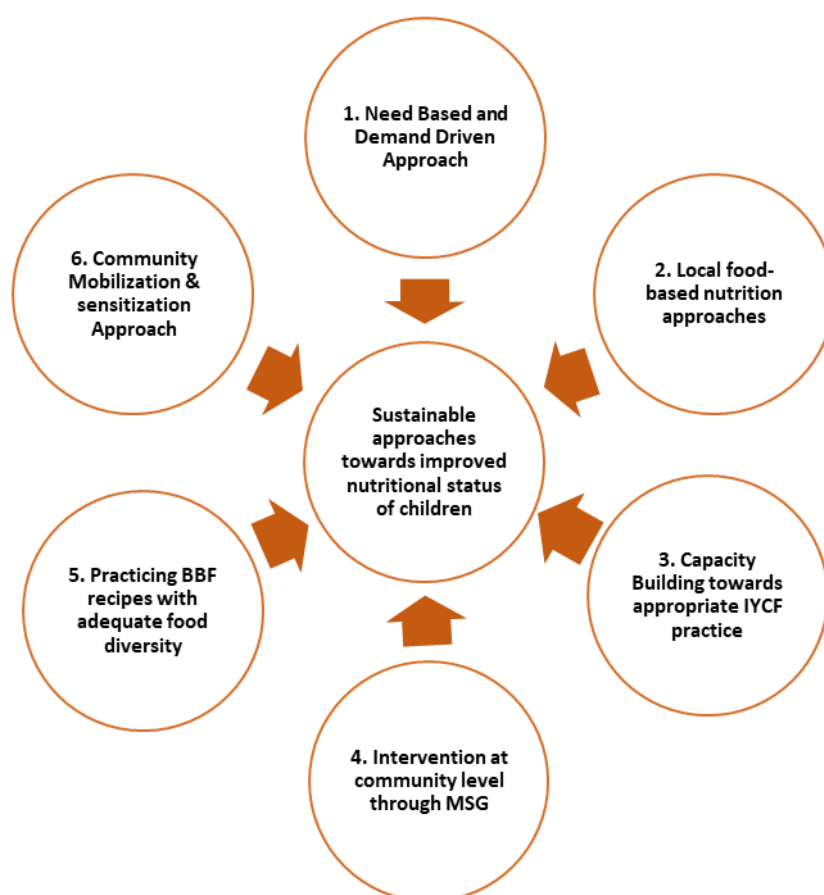 1. Need Based and
Demand Driven
Approach
2. Local food-
based nutrition
approaches
3. Capacity
Building towards
appropriate IYCF
practice
4. Intervention at
community level
through MSG
5. Practicing BBF
recipes with
adequate food
diversity
6. Community
Mobilization &
sensitization
Approach
Sustainable
approaches
towards improved
nutritional status
of children